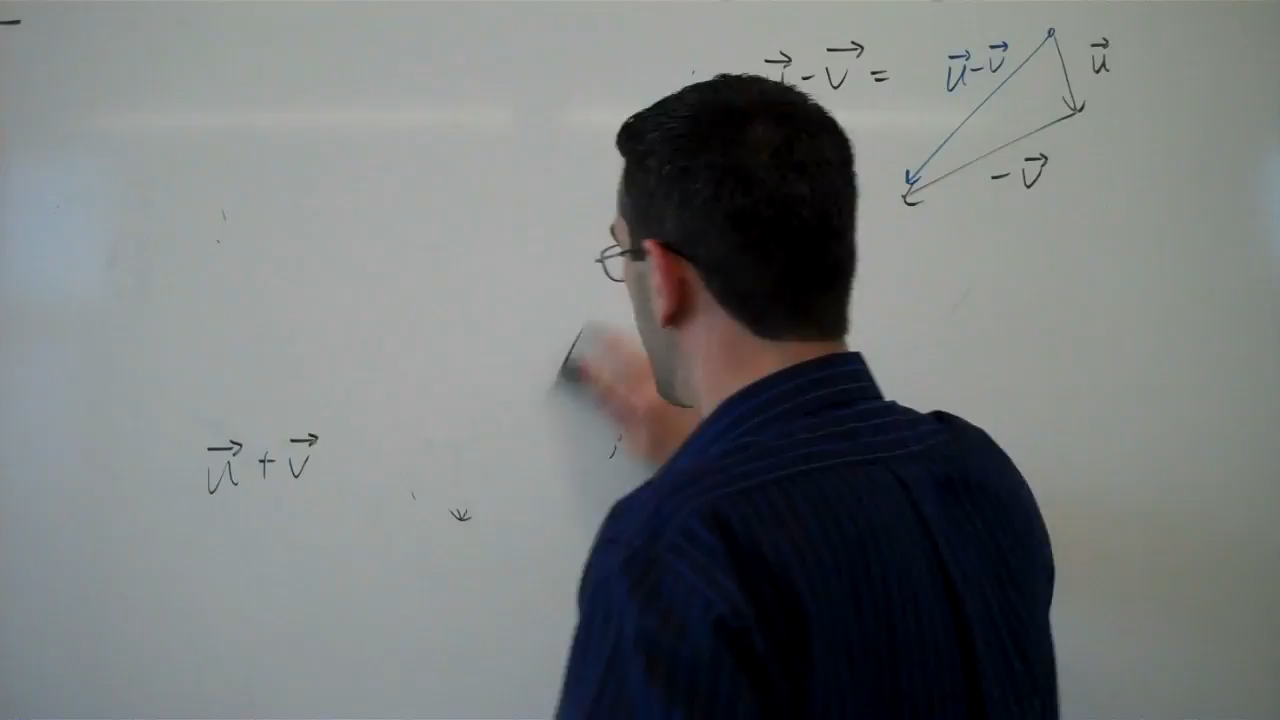 u⃗ - v⃗ =
u⃗-v⃗
u⃗
-v⃗
u⃗ + v⃗